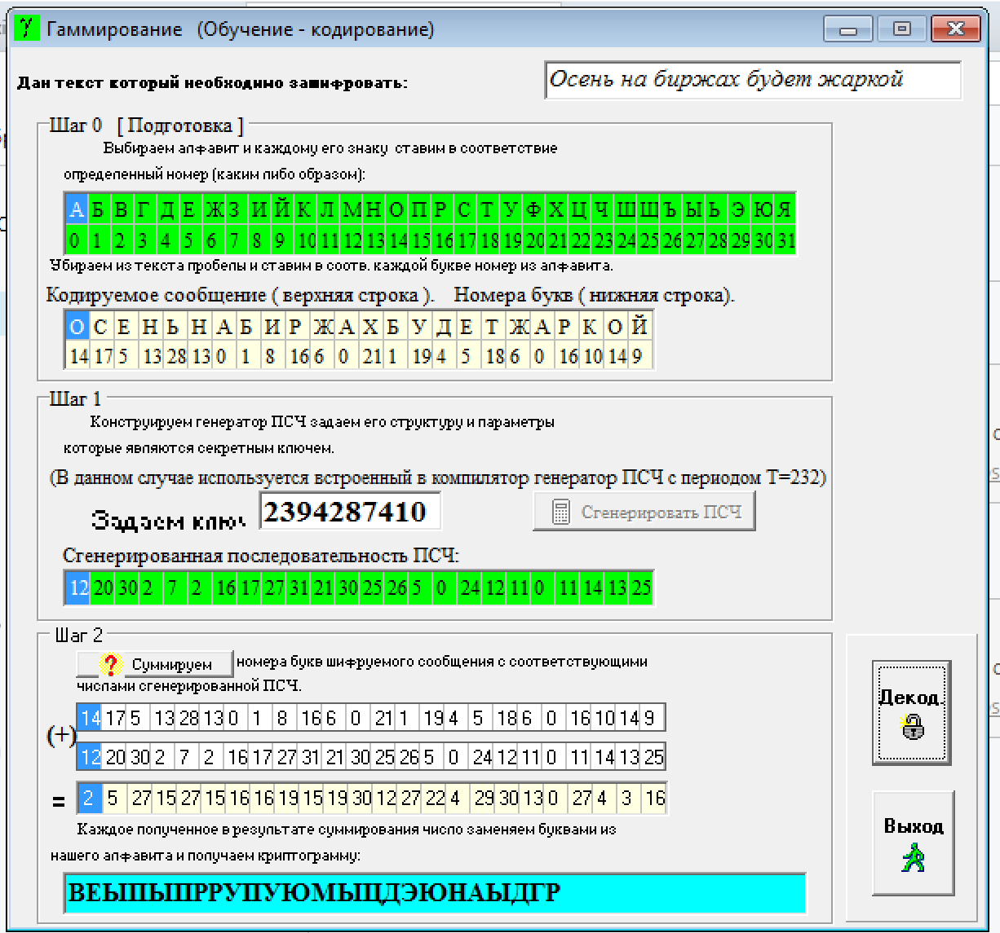 γ Гаммирование (Обучение - кодирование)
Дан текст который необходимо зашифровать:
Осень на биржах будет жаркой
Шаг 0 [ Подготовка ]
Выбираем алфавит и каждому его знаку ставим в соответствие
определенный номер (каким либо образом):
А Б В Г Д Е Ж З И Й К Л М Н О П Р С Т У Ф Х Ц Ч Ш Щ Ъ Ы Ь Э Ю Я
0 1 2 3 4 5 6 7 8 9 10 11 12 13 14 15 16 17 18 19 20 21 22 23 24 25 26 27 28 29 30 31
Убираем из текста пробелы и ставим в соотв. каждой букве номер из алфавита.
Кодируемое сообщение ( верхняя строка ). Номера букв ( нижняя строка).
О С Е Н Ь Н А Б И Р Ж А Х Б У Д Е Т Ж А Р К О Й
14 17 5 13 28 13 0 1 8 16 6 0 21 1 19 4 5 18 6 0 16 10 14 9
Шаг 1
Конструируем генератор ПСЧ задаем его структуру и параметры
которые являются секретным ключем.
(В данном случае используется встроенный в компилятор генератор ПСЧ с периодом Т=232)
Задаем ключ
2394287410
Сгенерировать ПСЧ
Сгенерированная последовательность ПСЧ:
12 20 30 2 7 2 16 17 27 31 21 30 25 26 5 0 24 12 11 0 11 14 13 25
Шаг 2
Суммируем номера букв шифруемого сообщения с соответствующими
числами сгенерированной ПСЧ.
14 17 5 13 28 13 0 1 8 16 6 0 21 1 19 4 5 18 6 0 16 10 14 9
(+)
12 20 30 2 7 2 16 17 27 31 21 30 25 26 5 0 24 12 11 0 11 14 13 25
= 2 5 27 15 27 15 16 16 19 15 19 30 12 27 22 4 29 30 13 0 27 4 3 16
Каждое полученное в результате суммирования число заменяем буквами из
нашего алфавита и получаем криптограмму:
ВЕЫПЫПРРУПУЮМЫЦДЭЮНАЫДГР
Декод.
Выход